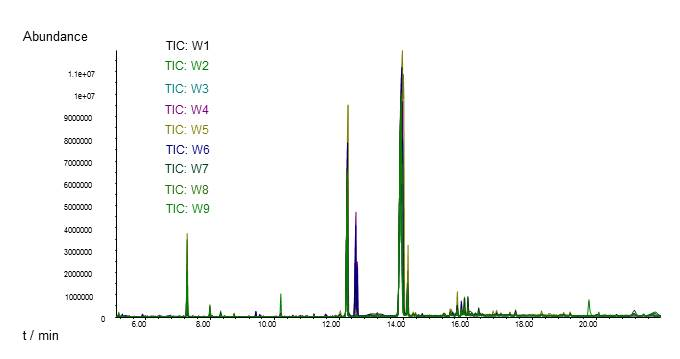 Abundance
TIC: W1
TIC: W2
TIC: W3
TIC: W4
TIC: W5
TIC: W6
TIC: W7
TIC: W8
TIC: W9
1.1e+07
1e+07
9000000
8000000
7000000
6000000
5000000
4000000
3000000
2000000
1000000
0
6.00 8.00 10.00 12.00 14.00 16.00 18.00 20.00
t / min